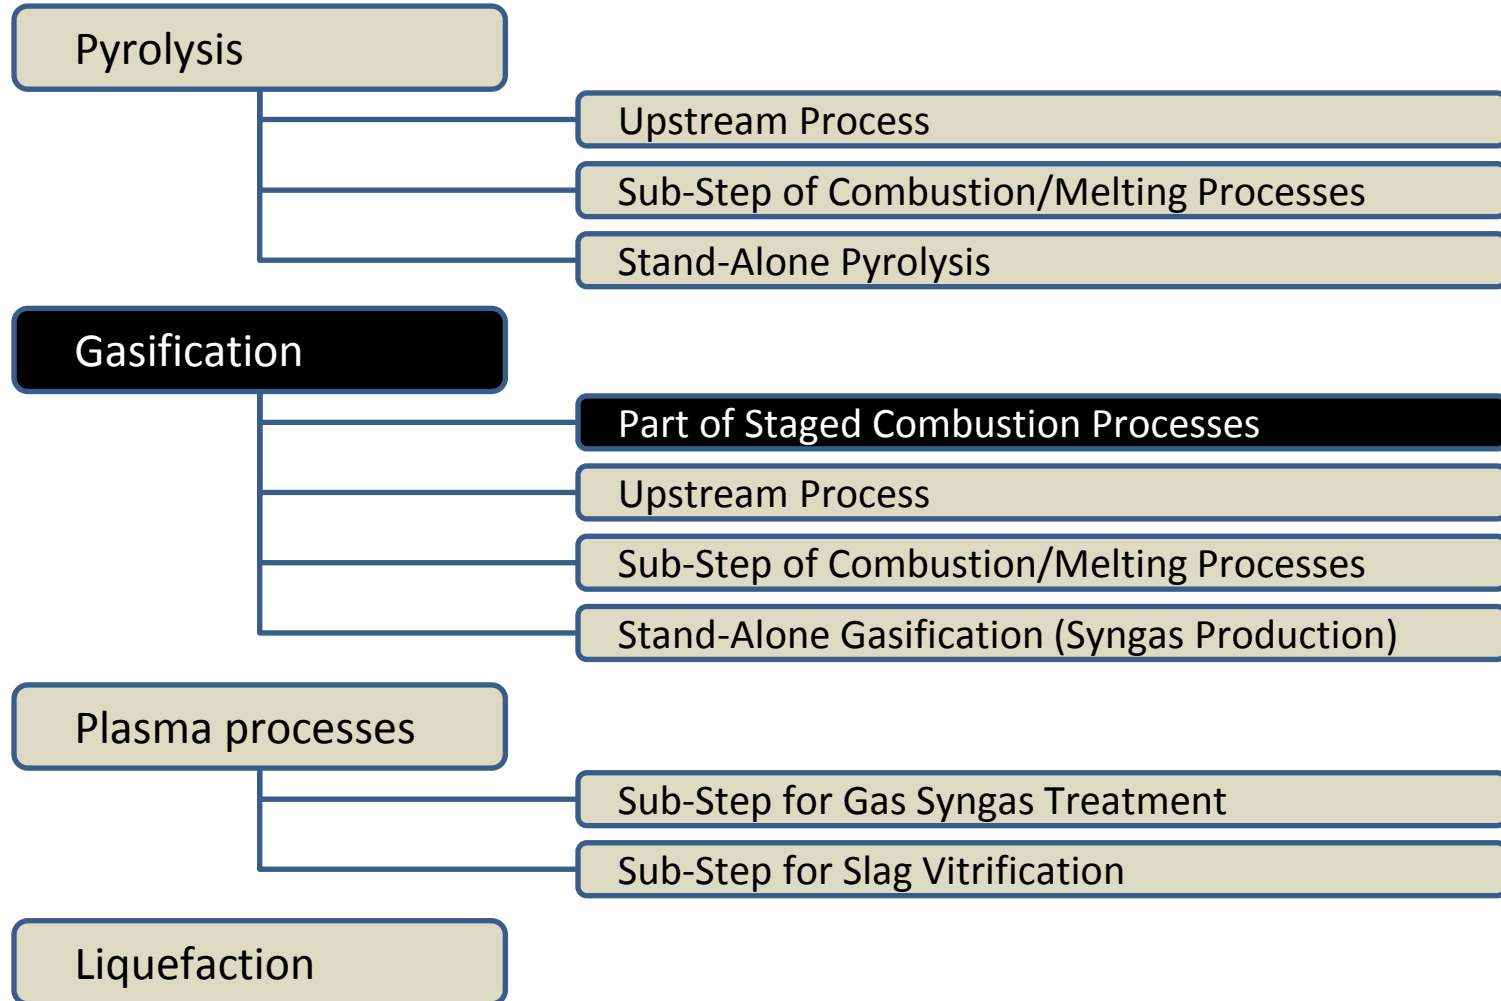 Pyrolysis
Upstream Process
Sub-Step of Combustion/Melting Processes
Stand-Alone Pyrolysis
Gasification
Part of Staged Combustion Processes
Upstream Process
Sub-Step of Combustion/Melting Processes
Stand-Alone Gasification (Syngas Production)
Plasma processes
Sub-Step for Gas Syngas Treatment
Sub-Step for Slag Vitrification
Liquefaction